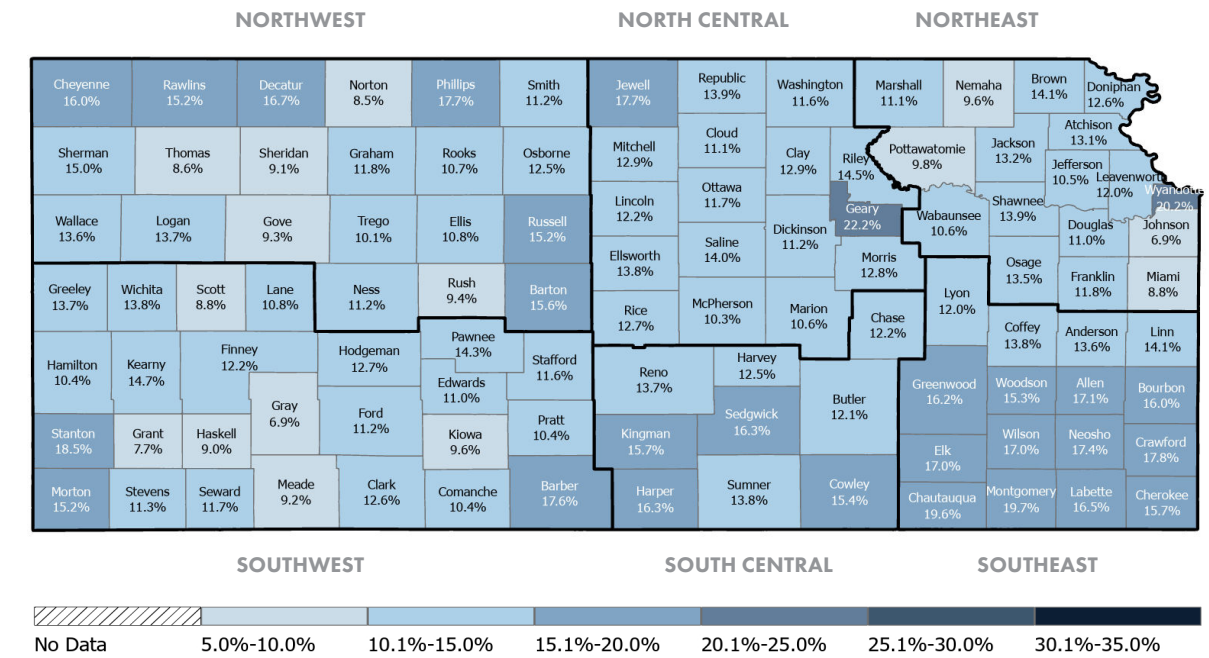 NORTHWEST
NORTH CENTRAL
NORTHEAST
Cheyenne
16.0%
Rawlins
15.2%
Decatur
16.7%
Norton
8.5%
Phillips
17.7%
Smith
11.2%
Jewell
17.7%
Republic
13.9%
Washington
11.6%
Marshall
11.1%
Nemaha
9.6%
Brown
14.1%
Doniphan
12.6%
Sherman
15.0%
Thomas
8.6%
Sheridan
9.1%
Graham
11.8%
Rooks
10.7%
Osborne
12.5%
Mitchell
12.9%
Cloud
11.1%
Clay
12.9%
Riley
14.5%
Pottawatomie
9.8%
Jackson
13.2%
Atchison
13.1%
Jefferson
10.5%
Leavenworth
12.0%
Wyandotte
20.2%
Wallace
13.6%
Logan
13.7%
Gove
9.3%
Trego
10.1%
Ellis
10.8%
Russell
15.2%
Lincoln
12.2%
Ottawa
11.7%
Dickinson
11.2%
Geary
22.2%
Wabaunsee
10.6%
Shawnee
13.9%
Douglas
11.0%
Johnson
6.9%
Greeley
13.7%
Wichita
13.8%
Scott
8.8%
Lane
10.8%
Ness
11.2%
Rush
9.4%
Barton
15.6%
Ellsworth
13.8%
Saline
14.0%
Morris
12.8%
Osage
13.5%
Franklin
11.8%
Miami
8.8%
Rice
12.7%
McPherson
10.3%
Marion
10.6%
Chase
12.2%
Lyon
12.0%
Coffey
13.8%
Anderson
13.6%
Linn
14.1%
Hamilton
10.4%
Kearny
14.7%
Finney
12.2%
Hodgeman
12.7%
Pawnee
14.3%
Edwards
11.0%
Stafford
11.6%
Reno
13.7%
Harvey
12.5%
Butler
12.1%
Greenwood
16.2%
Woodson
15.3%
Allen
17.1%
Bourbon
16.0%
Stanton
18.5%
Grant
7.7%
Haskell
9.0%
Gray
6.9%
Ford
11.2%
Kiowa
9.6%
Pratt
10.4%
Kingman
15.7%
Sedgwick
16.3%
Elk
17.0%
Wilson
17.0%
Neosho
17.4%
Crawford
17.8%
Morton
15.2%
Stevens
11.3%
Seward
11.7%
Meade
9.2%
Clark
12.6%
Comanche
10.4%
Barber
17.6%
Harper
16.3%
Sumner
13.8%
Cowley
15.4%
Chautauqua
19.6%
Montgomery
19.7%
Labette
16.5%
Cherokee
15.7%
SOUTHWEST
SOUTH CENTRAL
SOUTHEAST
No Data
5.0%-10.0%
10.1%-15.0%
15.1%-20.0%
20.1%-25.0%
25.1%-30.0%
30.1%-35.0%